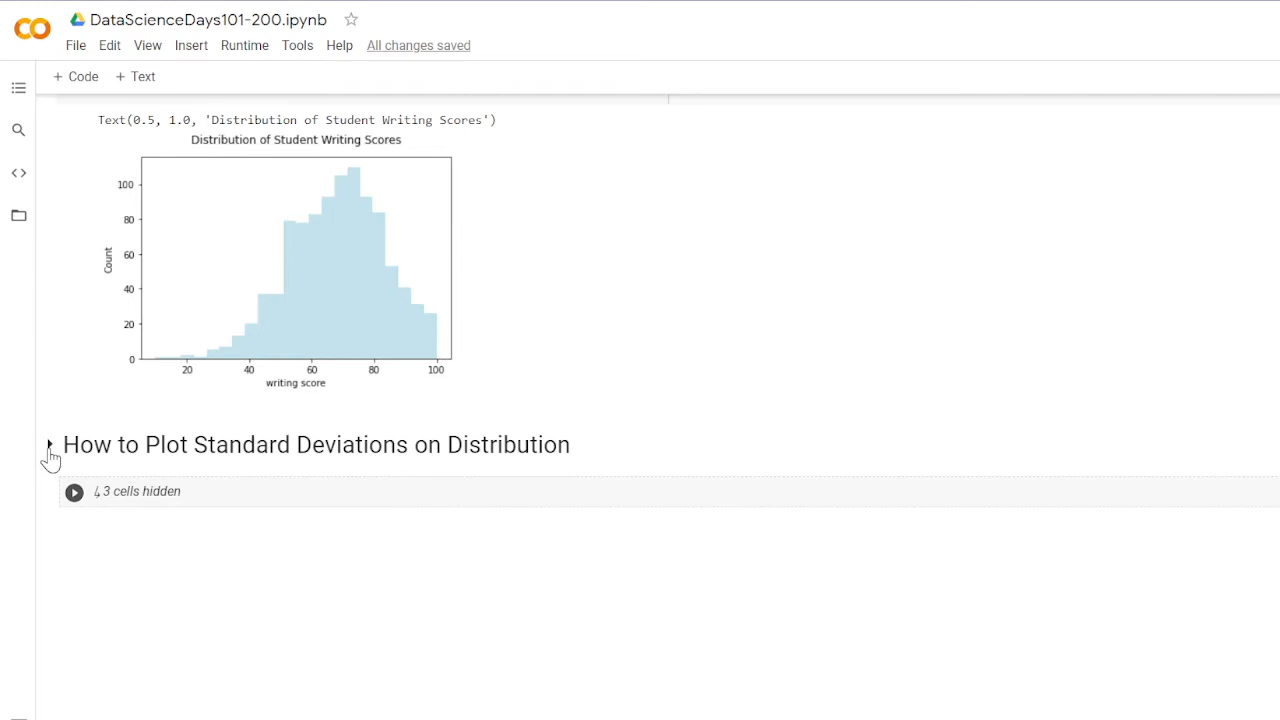 DataScienceDays101-200.ipynb
File Edit View Insert Runtime Tools Help All changes saved
+ Code + Text
Text(0.5, 1.0, 'Distribution of Student Writing Scores')
Distribution of Student Writing Scores
100
80
60
40
20
0
Count
20 40 60 80 100
writing score
How to Plot Standard Deviations on Distribution
3 cells hidden